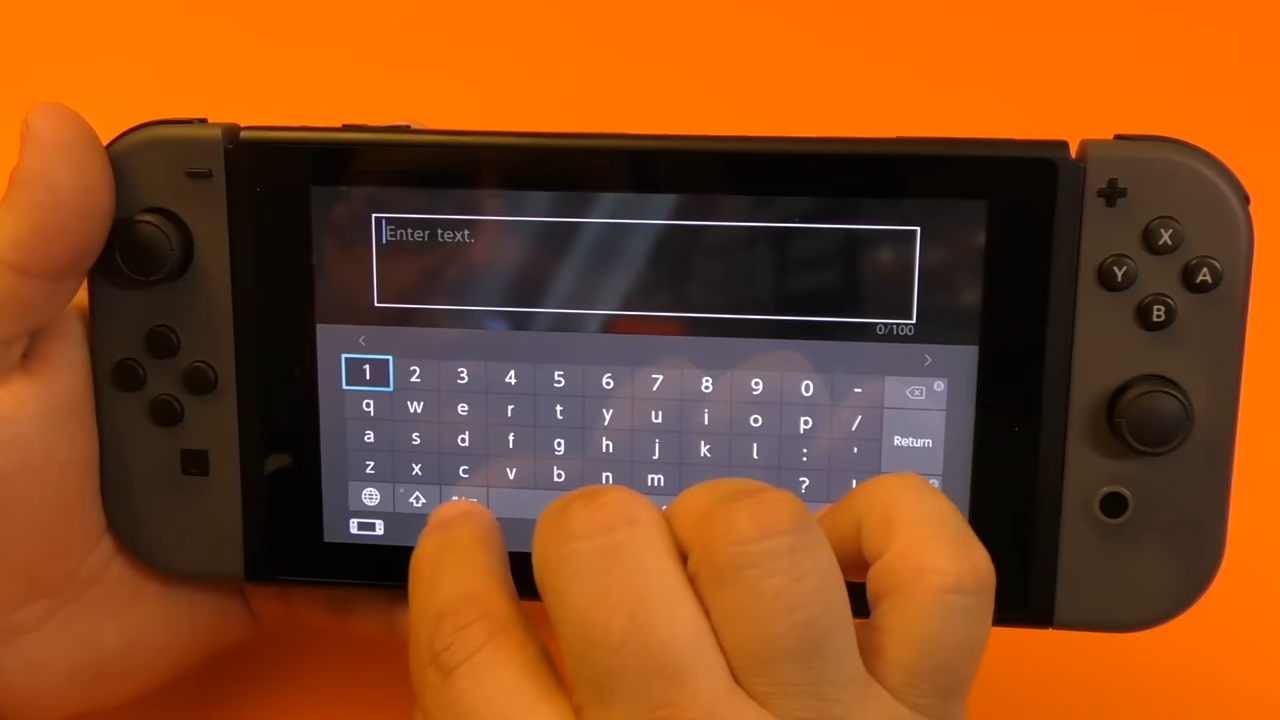 Enter text.
0/100
1 2 3 4 5 6 7 8 9 0 -
q w e r t y u i o p /
a s d f g h j k l : '
Return
z x c v b n m ? !
#+=
X
Y A
B